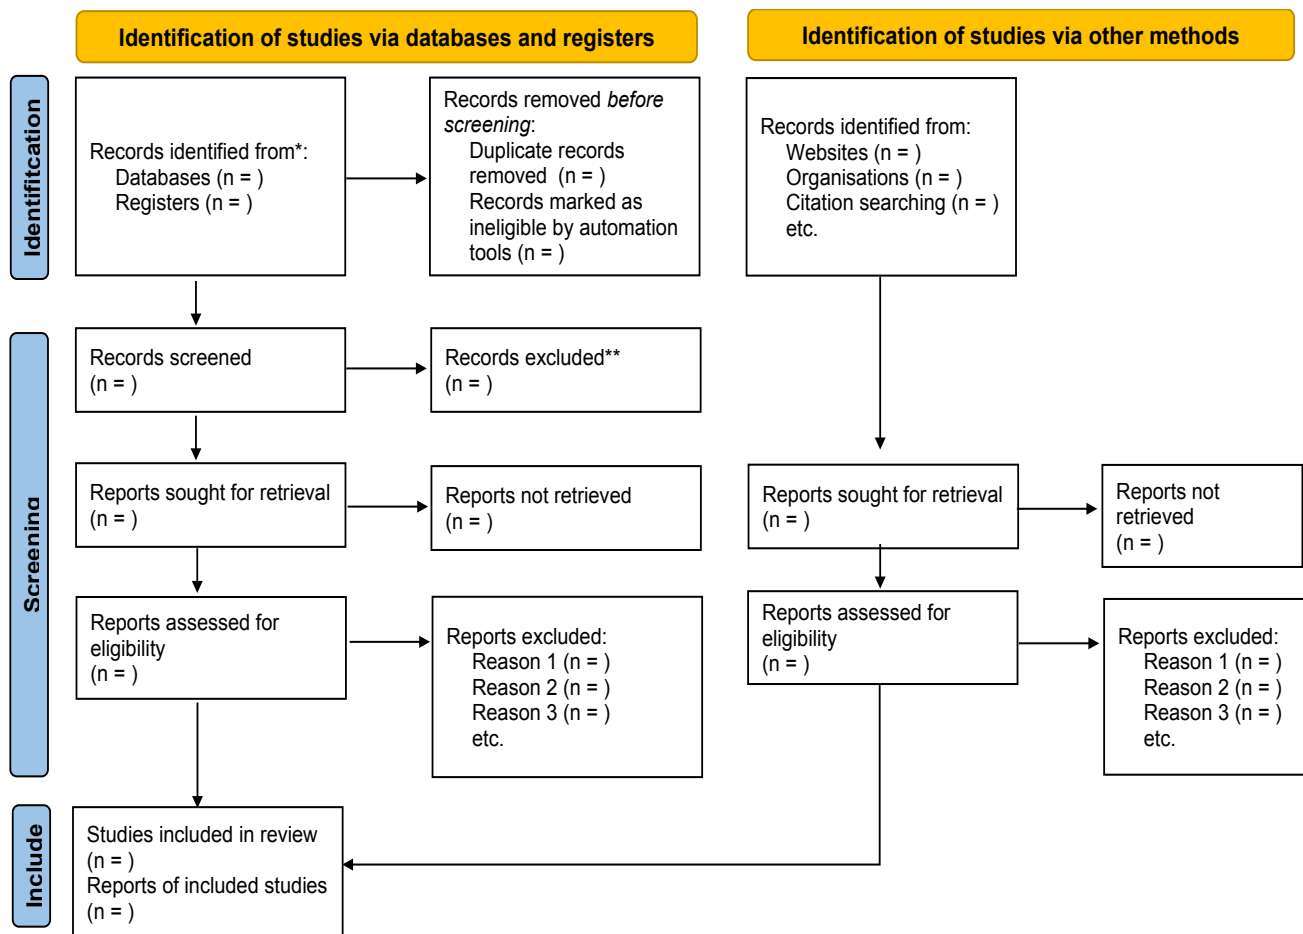 Identification of studies via databases and registers
Identification of studies via other methods
Identifitcation
Records identified from*:
Databases (n = )
Registers (n = )
Records removed before
screening:
Duplicate records
removed (n = )
Records marked as
ineligible by automation
tools (n = )
Records identified from:
Websites (n = )
Organisations (n = )
Citation searching (n = )
etc.
Screening
Records screened
(n = )
Records excluded**
(n = )
Reports sought for retrieval
(n = )
Reports not retrieved
(n = )
Reports sought for retrieval
(n = )
Reports not
retrieved
(n = )
Reports assessed for
eligibility
(n = )
Reports excluded:
Reason 1 (n = )
Reason 2 (n = )
Reason 3 (n = )
etc.
Reports assessed for
eligibility
(n = )
Reports excluded:
Reason 1 (n = )
Reason 2 (n = )
Reason 3 (n = )
etc.
Include
Studies included in review
(n = )
Reports of included studies
(n = )